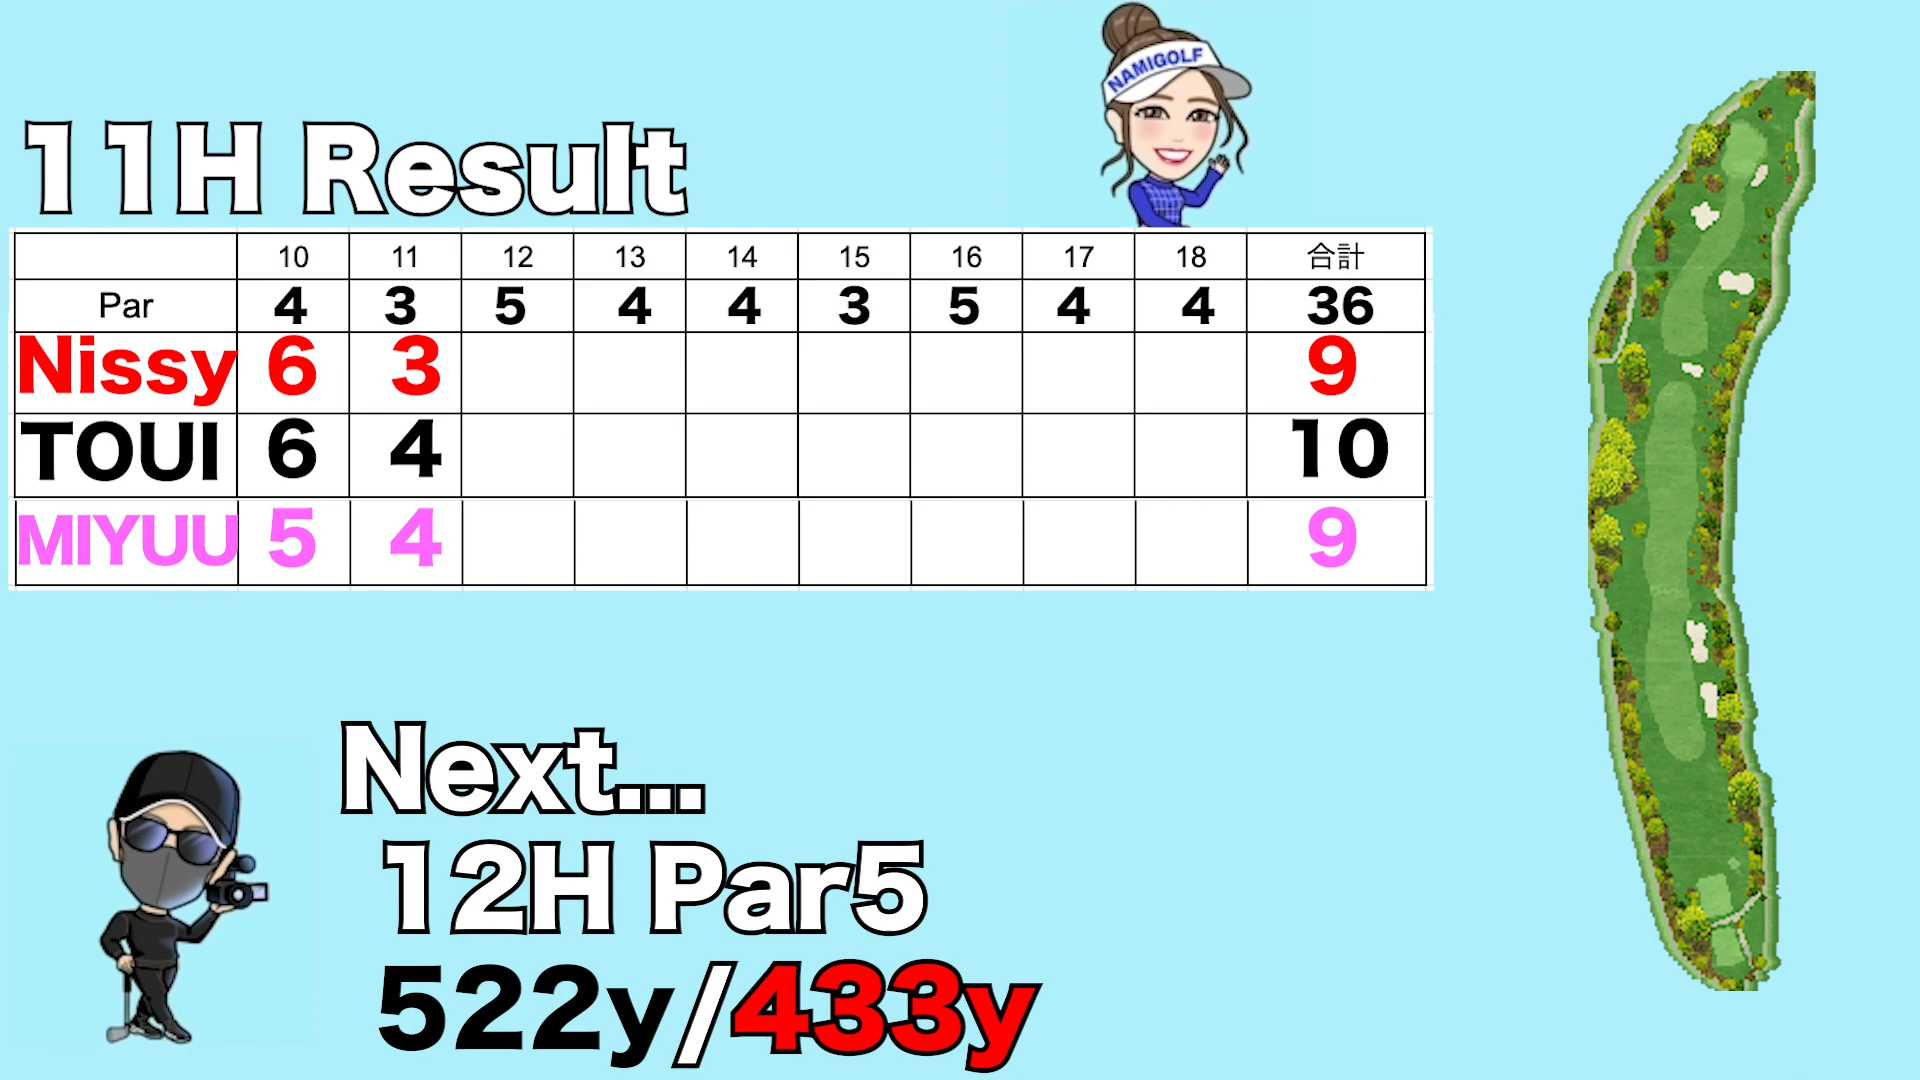 NAMIGOLF
11H Result
10 11 12 13 14 15 16 17 18 合計
Par 4 3 5 4 4 3 5 4 4 36
Nissy 6 3 9
TOUI 6 4 10
MIYUU 5 4 9
Next...
12H Par5
522y/433y